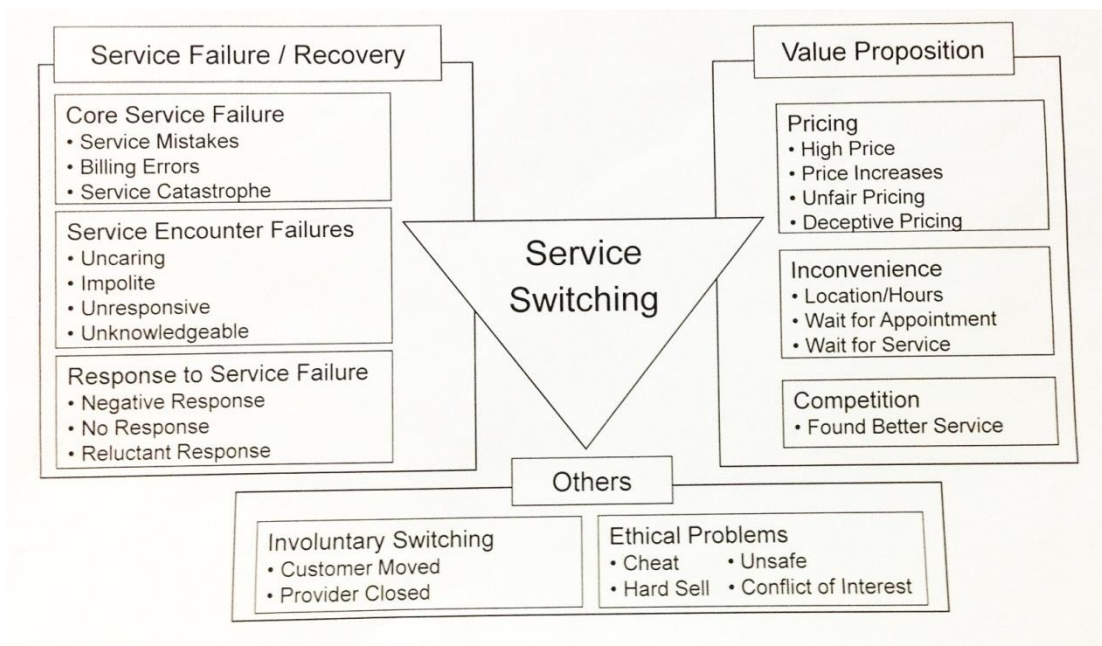 Service Failure / Recovery
Core Service Failure
• Service Mistakes
• Billing Errors
• Service Catastrophe
Service Encounter Failures
• Uncaring
• Impolite
• Unresponsive
• Unknowledgeable
Response to Service Failure
• Negative Response
• No Response
• Reluctant Response
Service
Switching
Value Proposition
Pricing
• High Price
• Price Increases
• Unfair Pricing
• Deceptive Pricing
Inconvenience
• Location/Hours
• Wait for Appointment
• Wait for Service
Competition
• Found Better Service
Others
Involuntary Switching
• Customer Moved
• Provider Closed
Ethical Problems
• Cheat • Unsafe
• Hard Sell • Conflict of Interest